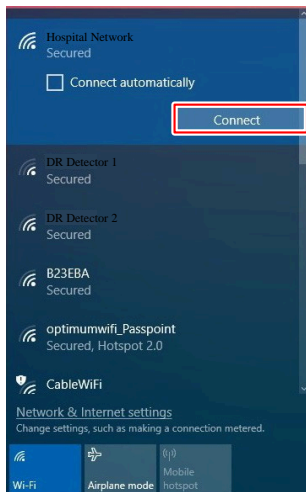 Hospital Network
Secured
Connect automatically
Connect
DR Detector 1
Secured
DR Detector 2
Secured
B23EBA
Secured
optimumwifi_Passpoint
Secured, Hotspot 2.0
CableWiFi
Network & Internet settings
Change settings, such as making a connection metered.
Wi-Fi
Airplane mode
Mobile
hotspot